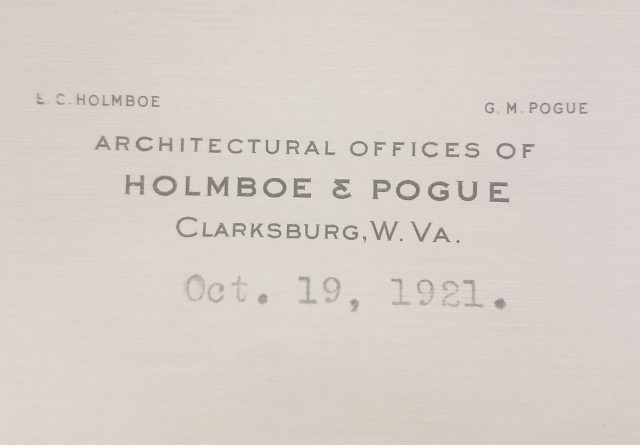 E. C. HOLMBOE G. M. POGUE
ARCHITECTURAL OFFICES OF
HOLMBOE & POGUE
CLARKSBURG, W. VA.
Oct. 19, 1921.